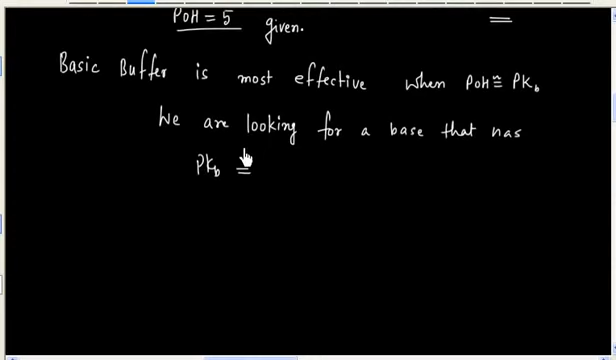 POH = 5 given.
Basic Buffer is most effective when POH ≅ PKb
We are looking for a base that has
PKb ≅